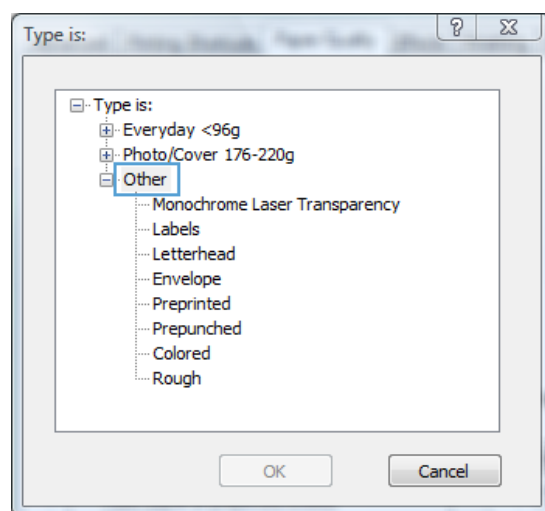 Type is:
Type is:
Everyday <96g
Photo/Cover 176-220g
Other
Monochrome Laser Transparency
Labels
Letterhead
Envelope
Preprinted
Prepunched
Colored
Rough
OK
Cancel